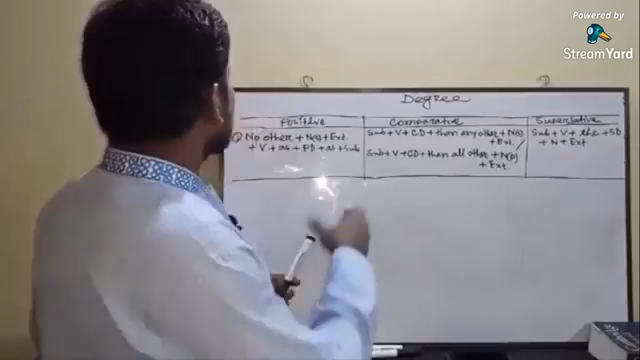 Powered by
StreamYard
Degree
Positive
① No other + N(s) + Ext
+ V + as + PD + as + Sub
Comparative
Sub + V + CD + than any other + N(s)
+ Ext /
Sub + V + CD + than all other + N(p)
+ Ext
Superlative
Sub + V + the + SD
+ N + Ext